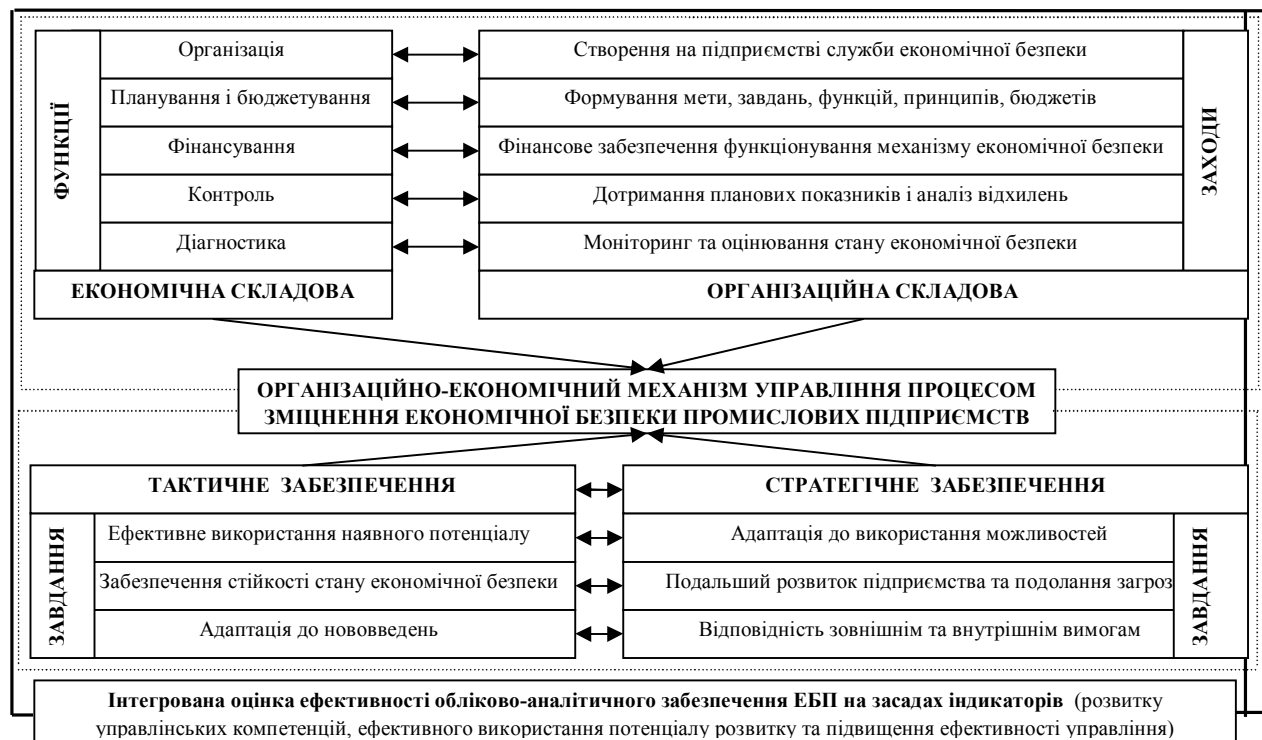 ФУНКЦІЇ
Організація
Створення на підприємстві служби економічної безпеки
ЗАХОДИ
Планування і бюджетування
Формування мети, завдань, функцій, принципів, бюджетів
Фінансування
Фінансове забезпечення функціонування механізму економічної безпеки
Контроль
Дотримання планових показників і аналіз відхилень
Діагностика
Моніторинг та оцінювання стану економічної безпеки
ЕКОНОМІЧНА СКЛАДОВА
ОРГАНІЗАЦІЙНА СКЛАДОВА
ОРГАНІЗАЦІЙНО-ЕКОНОМІЧНИЙ МЕХАНІЗМ УПРАВЛІННЯ ПРОЦЕСОМ
ЗМІЦНЕННЯ ЕКОНОМІЧНОЇ БЕЗПЕКИ ПРОМИСЛОВИХ ПІДПРИЄМСТВ
ТАКТИЧНЕ ЗАБЕЗПЕЧЕННЯ
СТРАТЕГІЧНЕ ЗАБЕЗПЕЧЕННЯ
ЗАВДАННЯ
Ефективне використання наявного потенціалу
Адаптація до використання можливостей
ЗАВДАННЯ
Забезпечення стійкості стану економічної безпеки
Подальший розвиток підприємства та подолання загроз
Адаптація до нововведень
Відповідність зовнішнім та внутрішнім вимогам
Інтегрована оцінка ефективності обліково-аналітичного забезпечення ЕБП на засадах індикаторів (розвитку
управлінських компетенцій, ефективного використання потенціалу розвитку та підвищення ефективності управління)